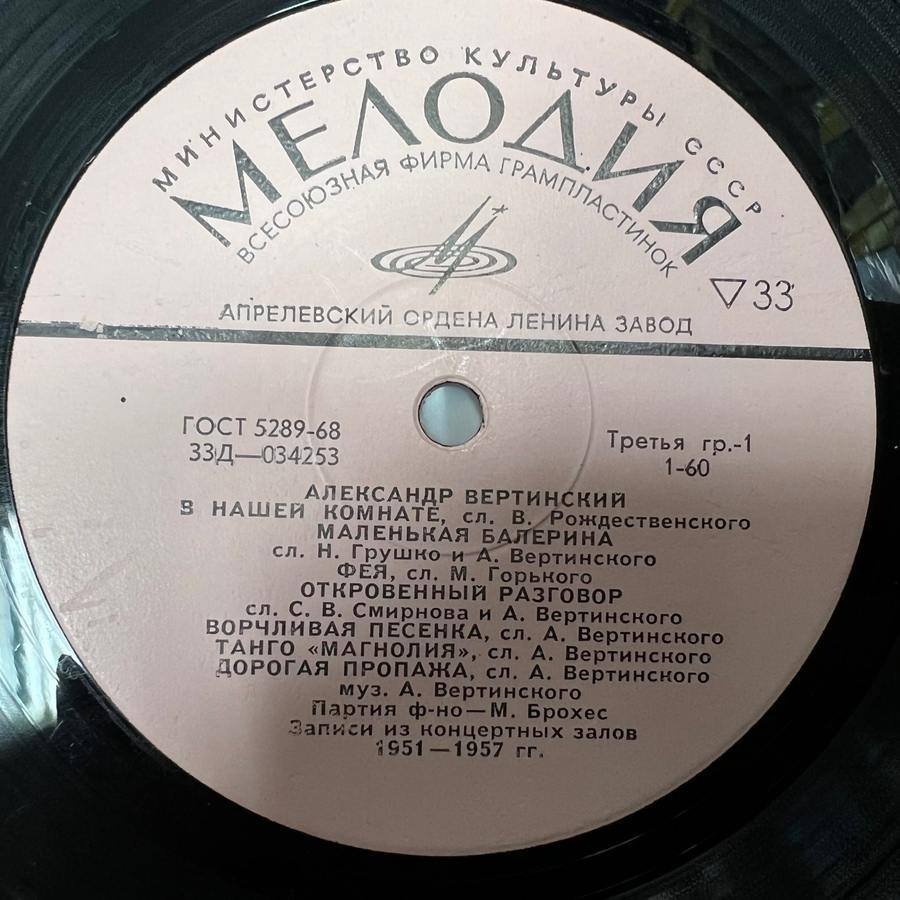 МИНИСТЕРСТВО КУЛЬТУРЫ СССР
МЕЛОДИЯ
ВСЕСОЮЗНАЯ ФИРМА ГРАМПЛАСТИНОК
▽33
АПРЕЛЕВСКИЙ ОРДЕНА ЛЕНИНА ЗАВОД
ГОСТ 5289-68
33Д—034253
Третья гр.-1
1-60
АЛЕКСАНДР ВЕРТИНСКИЙ
В НАШЕЙ КОМНАТЕ, сл. В. Рождественского
МАЛЕНЬКАЯ БАЛЕРИНА
сл. Н. Грушко и А. Вертинского
ФЕЯ, сл. М. Горького
ОТКРОВЕННЫЙ РАЗГОВОР
сл. С. В. Смирнова и А. Вертинского
ВОРЧЛИВАЯ ПЕСЕНКА, сл. А. Вертинского
ТАНГО «МАГНОЛИЯ», сл. А. Вертинского
ДОРОГАЯ ПРОПАЖА, сл. А. Вертинского
муз. А. Вертинского
Партия ф-но—М. Брохес
Записи из концертных залов
1951—1957 гг.